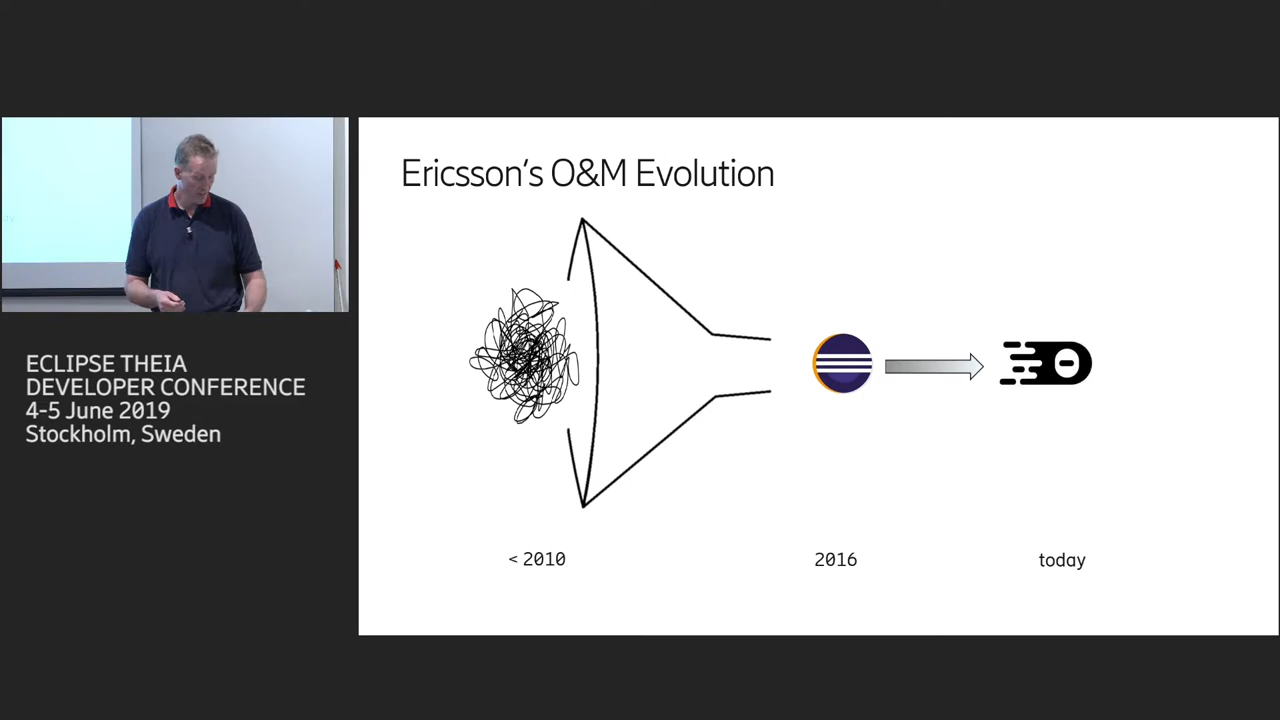 Ericsson's O&M Evolution
ECLIPSE THEIA
DEVELOPER CONFERENCE
4-5 June 2019
Stockholm, Sweden
< 2010
2016
today